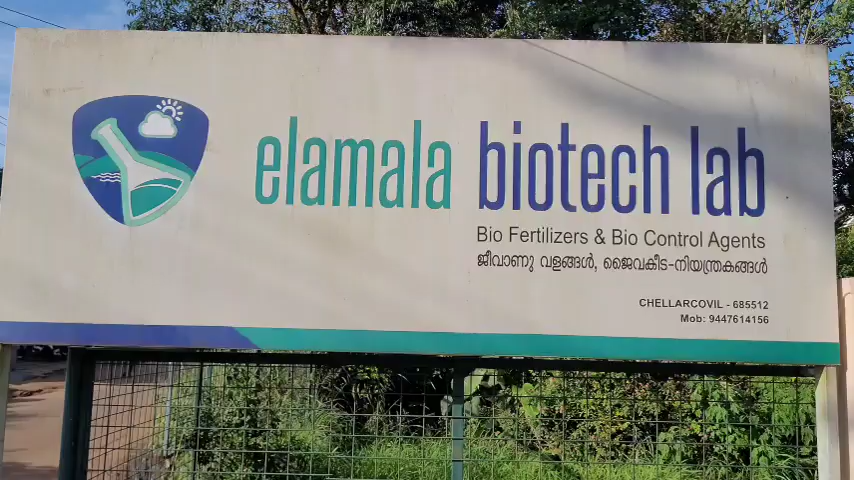 elamala biotech lab
Bio Fertilizers & Bio Control Agents
ജീവാണു വളങ്ങൾ, ജൈവകീട-നിയന്ത്രകങ്ങൾ
CHELLARCOVIL - 685512
Mob: 9447614156